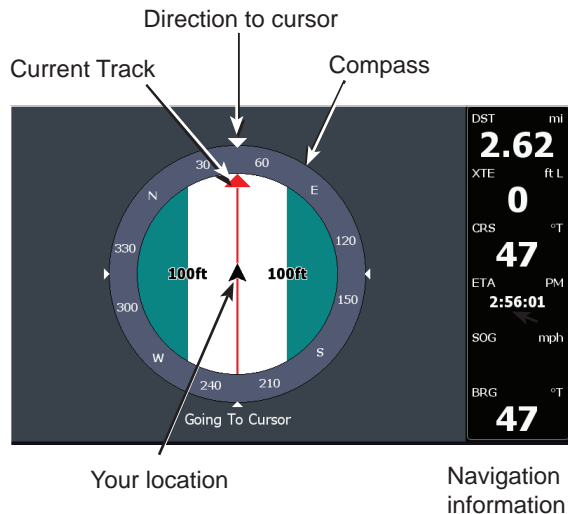 Direction to cursor
Current Track
Compass
DST mi
2.62
XTE ft L
0
CRS °T
47
ETA PM
2:56:01
SOG mph
BRG °T
47
30
60
N
E
330
120
100ft
100ft
300
150
W
S
240
210
Going To Cursor
Your location
Navigation
information